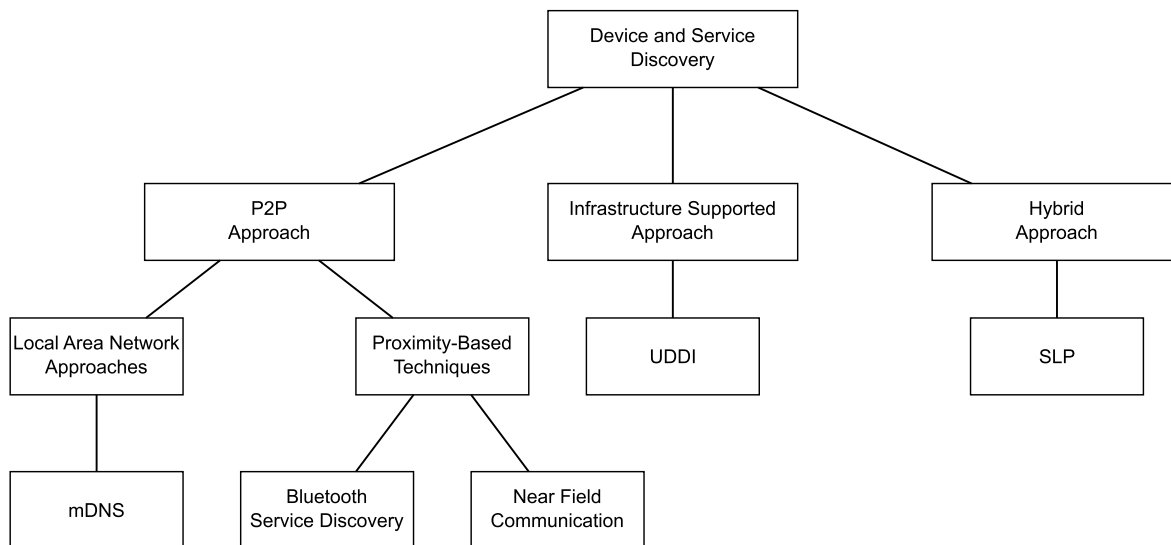 Device and Service
Discovery
P2P
Approach
Infrastructure Supported
Approach
Hybrid
Approach
Local Area Network
Approaches
Proximity-Based
Techniques
UDDI
SLP
mDNS
Bluetooth
Service Discovery
Near Field
Communication